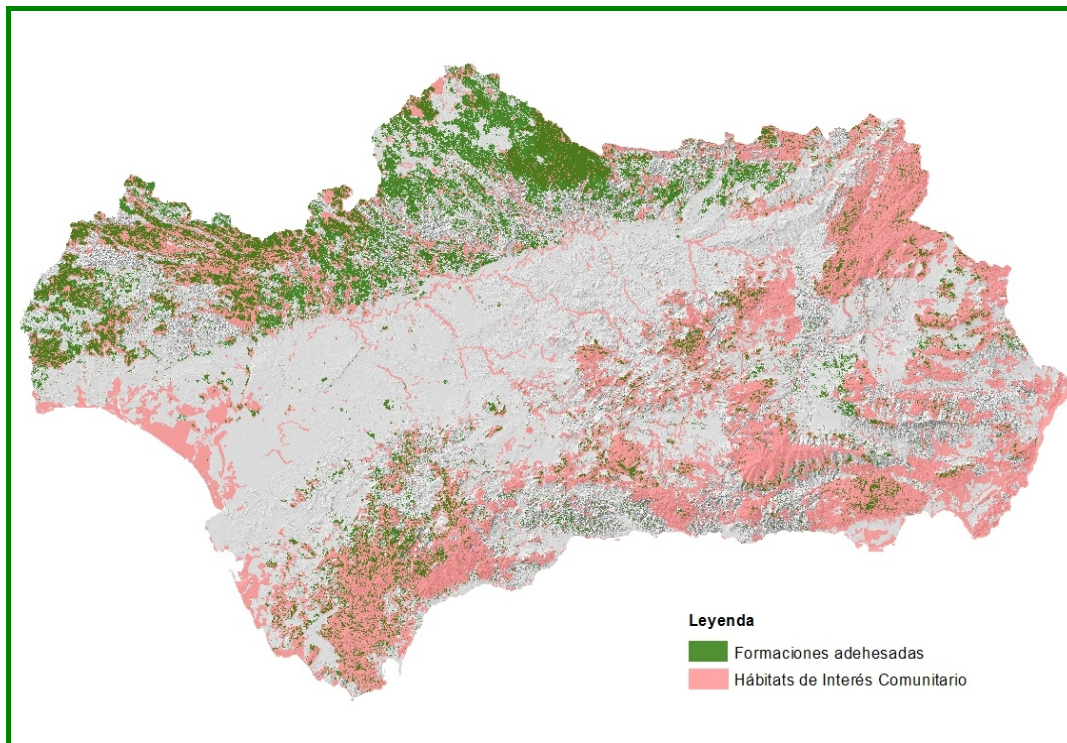 Leyenda
Formaciones adehesadas
Hábitats de Interés Comunitario